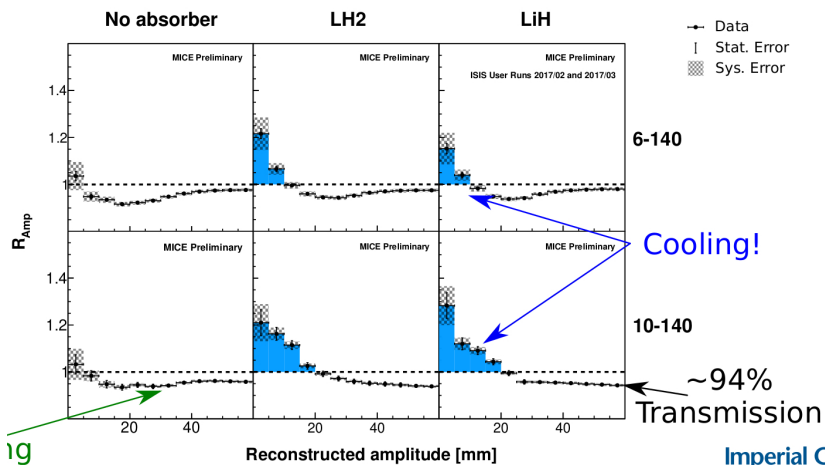 No absorber LH2 LiH
Data
Stat. Error
Sys. Error
MICE Preliminary MICE Preliminary MICE Preliminary
ISIS User Runs 2017/02 and 2017/03
1.4
1.2
1
6-140
R_Amp
Cooling!
MICE Preliminary MICE Preliminary MICE Preliminary
1.4
1.2
1
10-140
~94%
Transmission
20 40 20 40 20 40
Reconstructed amplitude [mm]
ng
Imperial C